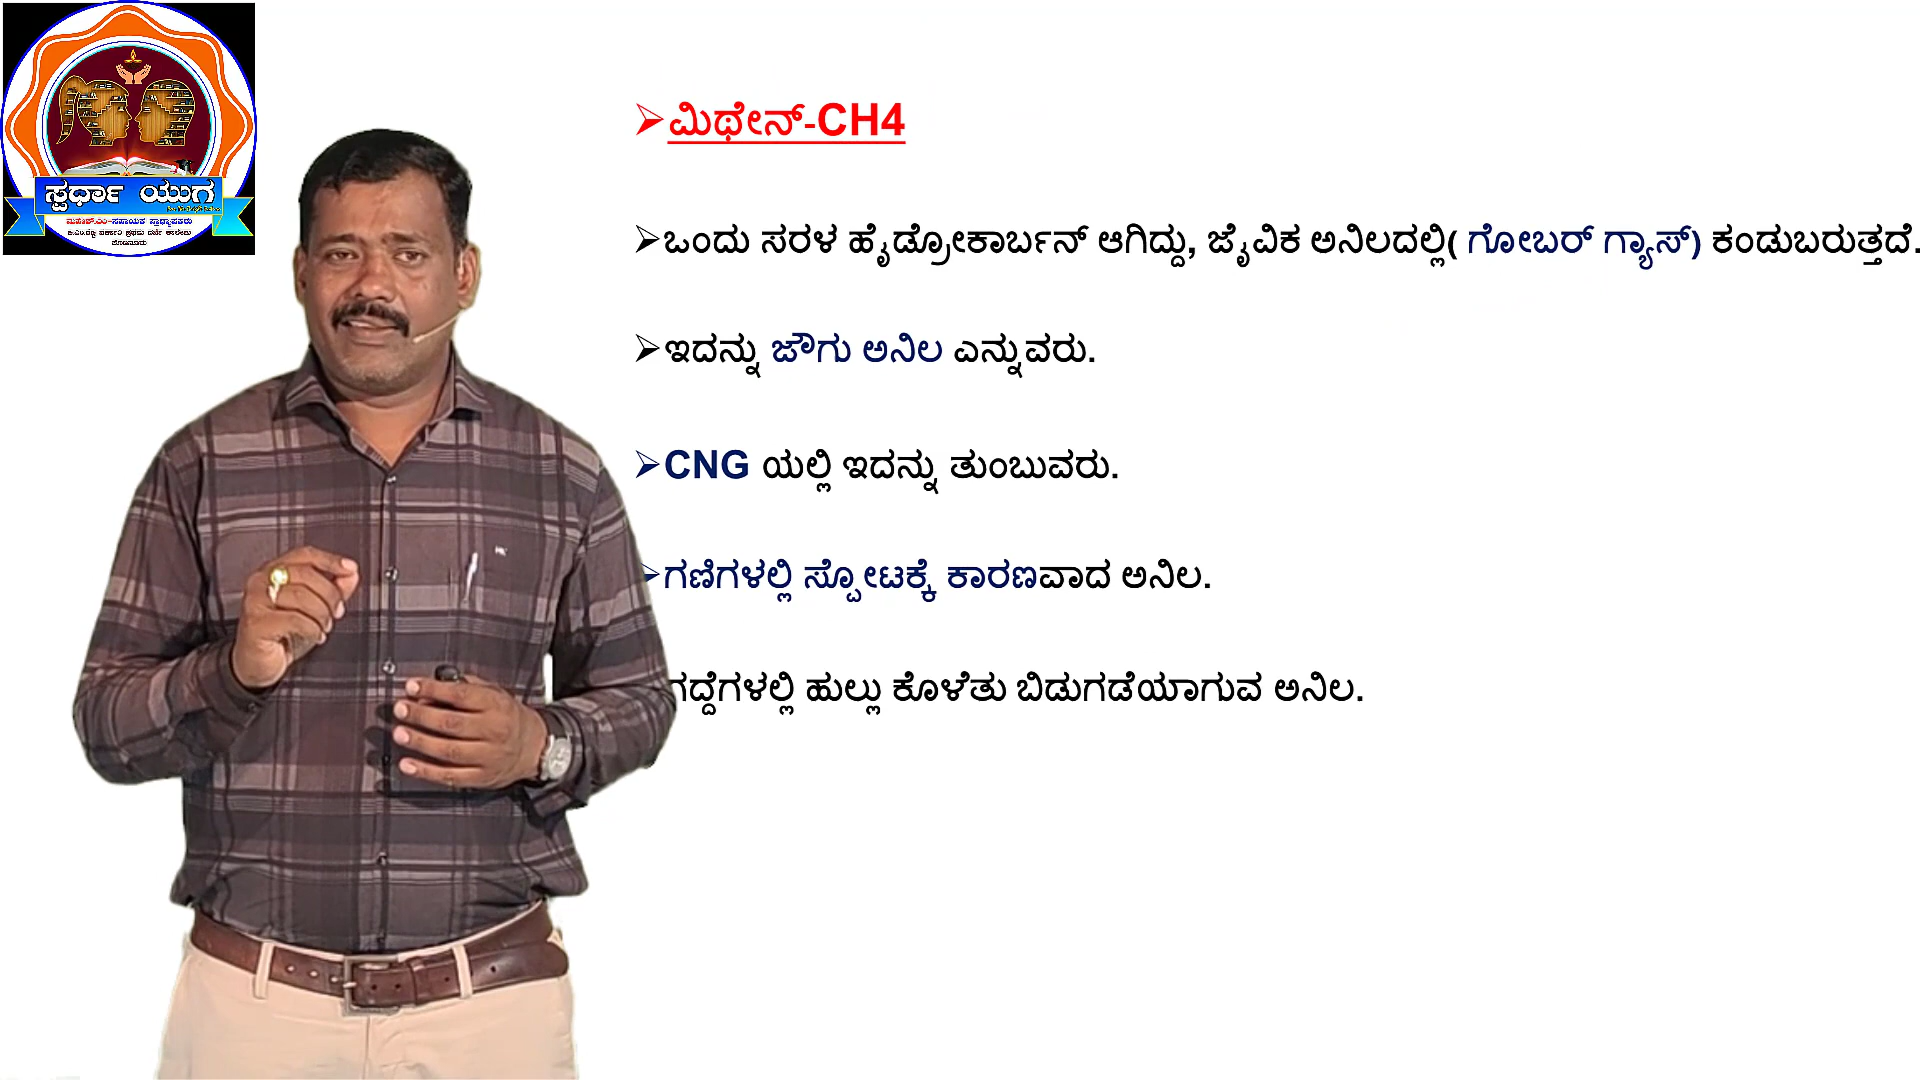 ಸ್ಪರ್ಧಾ ಯುಗ
➢ಮಿಥೇನ್-CH4
➢ಒಂದು ಸರಳ ಹೈಡ್ರೋಕಾರ್ಬನ್ ಆಗಿದ್ದು, ಜೈವಿಕ ಅನಿಲದಲ್ಲಿ( ಗೋಬರ್ ಗ್ಯಾಸ್) ಕಂಡುಬರುತ್ತದೆ.
➢ಇದನ್ನು ಜೌಗು ಅನಿಲ ಎನ್ನುವರು.
➢CNG ಯಲ್ಲಿ ಇದನ್ನು ತುಂಬುವರು.
➢ಗಣಿಗಳಲ್ಲಿ ಸ್ಪೋಟಕ್ಕೆ ಕಾರಣವಾದ ಅನಿಲ.
ಗದ್ದೆಗಳಲ್ಲಿ ಹುಲ್ಲು ಕೊಳೆತು ಬಿಡುಗಡೆಯಾಗುವ ಅನಿಲ.